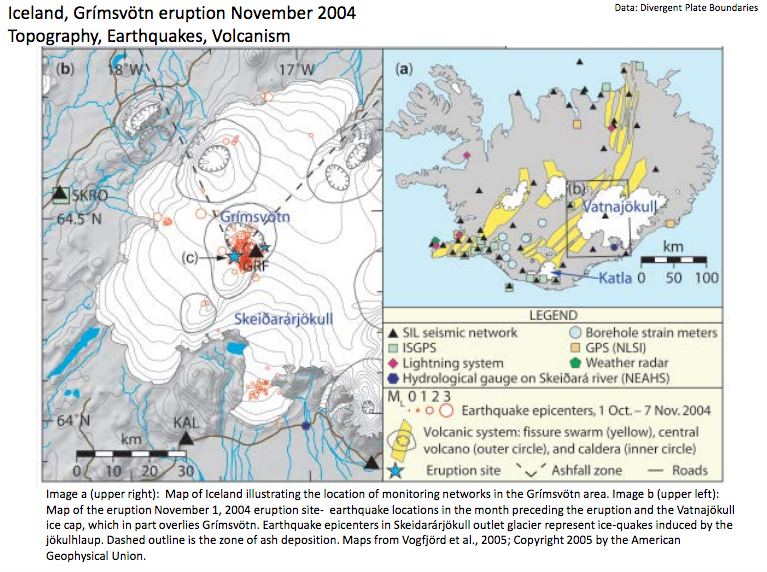 Iceland, Grímsvötn eruption November 2004
Data: Divergent Plate Boundaries
Topography, Earthquakes, Volcanism
(b)
18°W
17°W
SKRO
64.5°N
Grímsvötn
(c)
GRF
Skeiðarárjökull
64°N
KAL
km
0 10 20 30
(a)
(b)
Vatnajökull
km
0 50 100
Katla
LEGEND
SIL seismic network
Borehole strain meters
ISGPS
GPS (NLSI)
Lightning system
Weather radar
Hydrological gauge on Skeiðará river (NEAHS)
ML 0 1 2 3
Earthquake epicenters, 1 Oct. – 7 Nov. 2004
Volcanic system: fissure swarm (yellow), central
volcano (outer circle), and caldera (inner circle)
Eruption site
Ashfall zone
Roads
Image a (upper right): Map of Iceland illustrating the location of monitoring networks in the Grímsvötn area. Image b (upper left):
Map of the eruption November 1, 2004 eruption site- earthquake locations in the month preceding the eruption and the Vatnajökull
ice cap, which in part overlies Grímsvötn. Earthquake epicenters in Skeidarárjökull outlet glacier represent ice-quakes induced by the
jökulhlaup. Dashed outline is the zone of ash deposition. Maps from Vogfjörd et al., 2005; Copyright 2005 by the American
Geophysical Union.